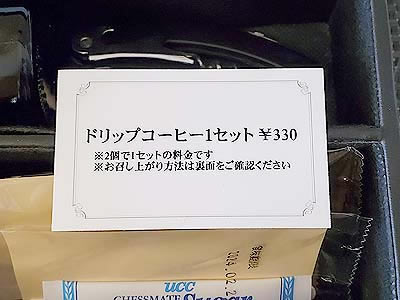 ドリップコーヒー1セット ￥330
※2個で1セットの料金です
※お召し上がり方法は裏面をご確認ください
ucc
CHESSMATE Sugar